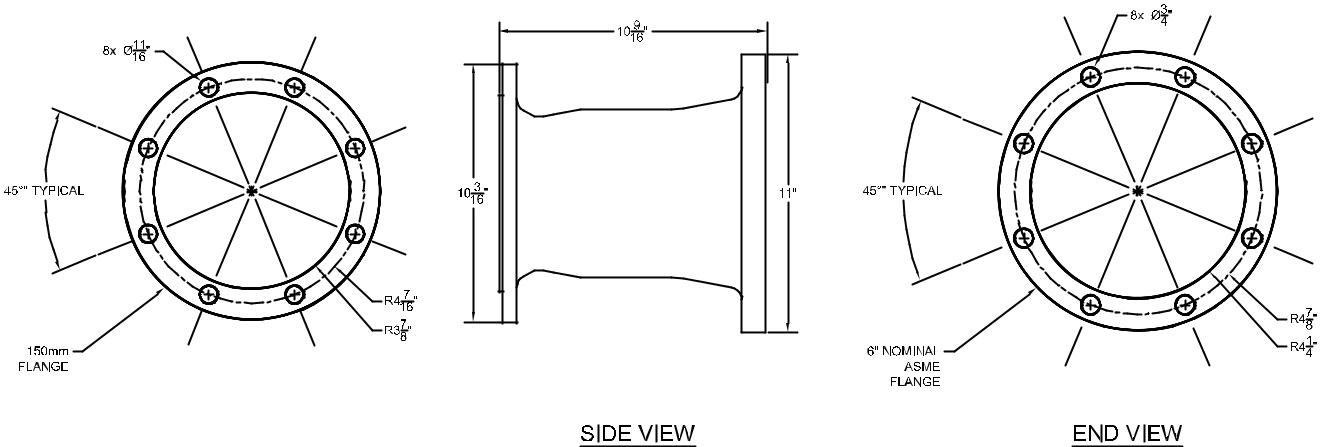 8x Ø11/16"
45°" TYPICAL
R4 7/16"
R3 7/8"
150mm
FLANGE
10 9/16"
10 3/16"
11"
SIDE VIEW
8x Ø3/4"
45°" TYPICAL
R4 7/8"
R4 1/4"
6" NOMINAL
ASME
FLANGE
END VIEW